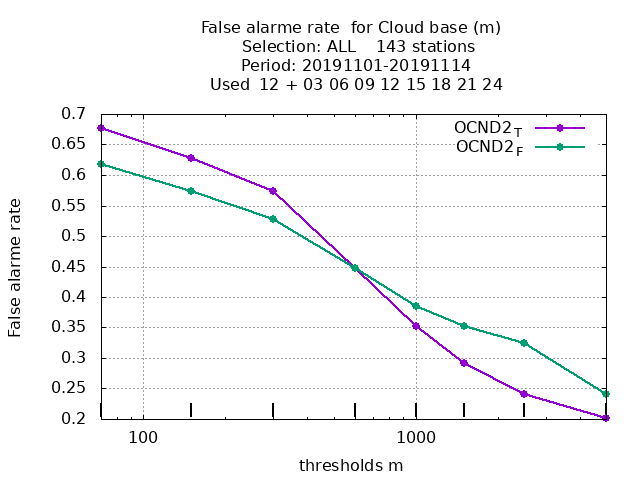 False alarme rate  for Cloud base (m)
Selection: ALL    143 stations
Period: 20191101-20191114
Used  12 + 03 06 09 12 15 18 21 24
0.7
OCND2T
0.65
OCND2F
0.6
0.55
0.5
0.45
0.4
0.35
0.3
0.25
0.2
False alarme rate
100
1000
thresholds m